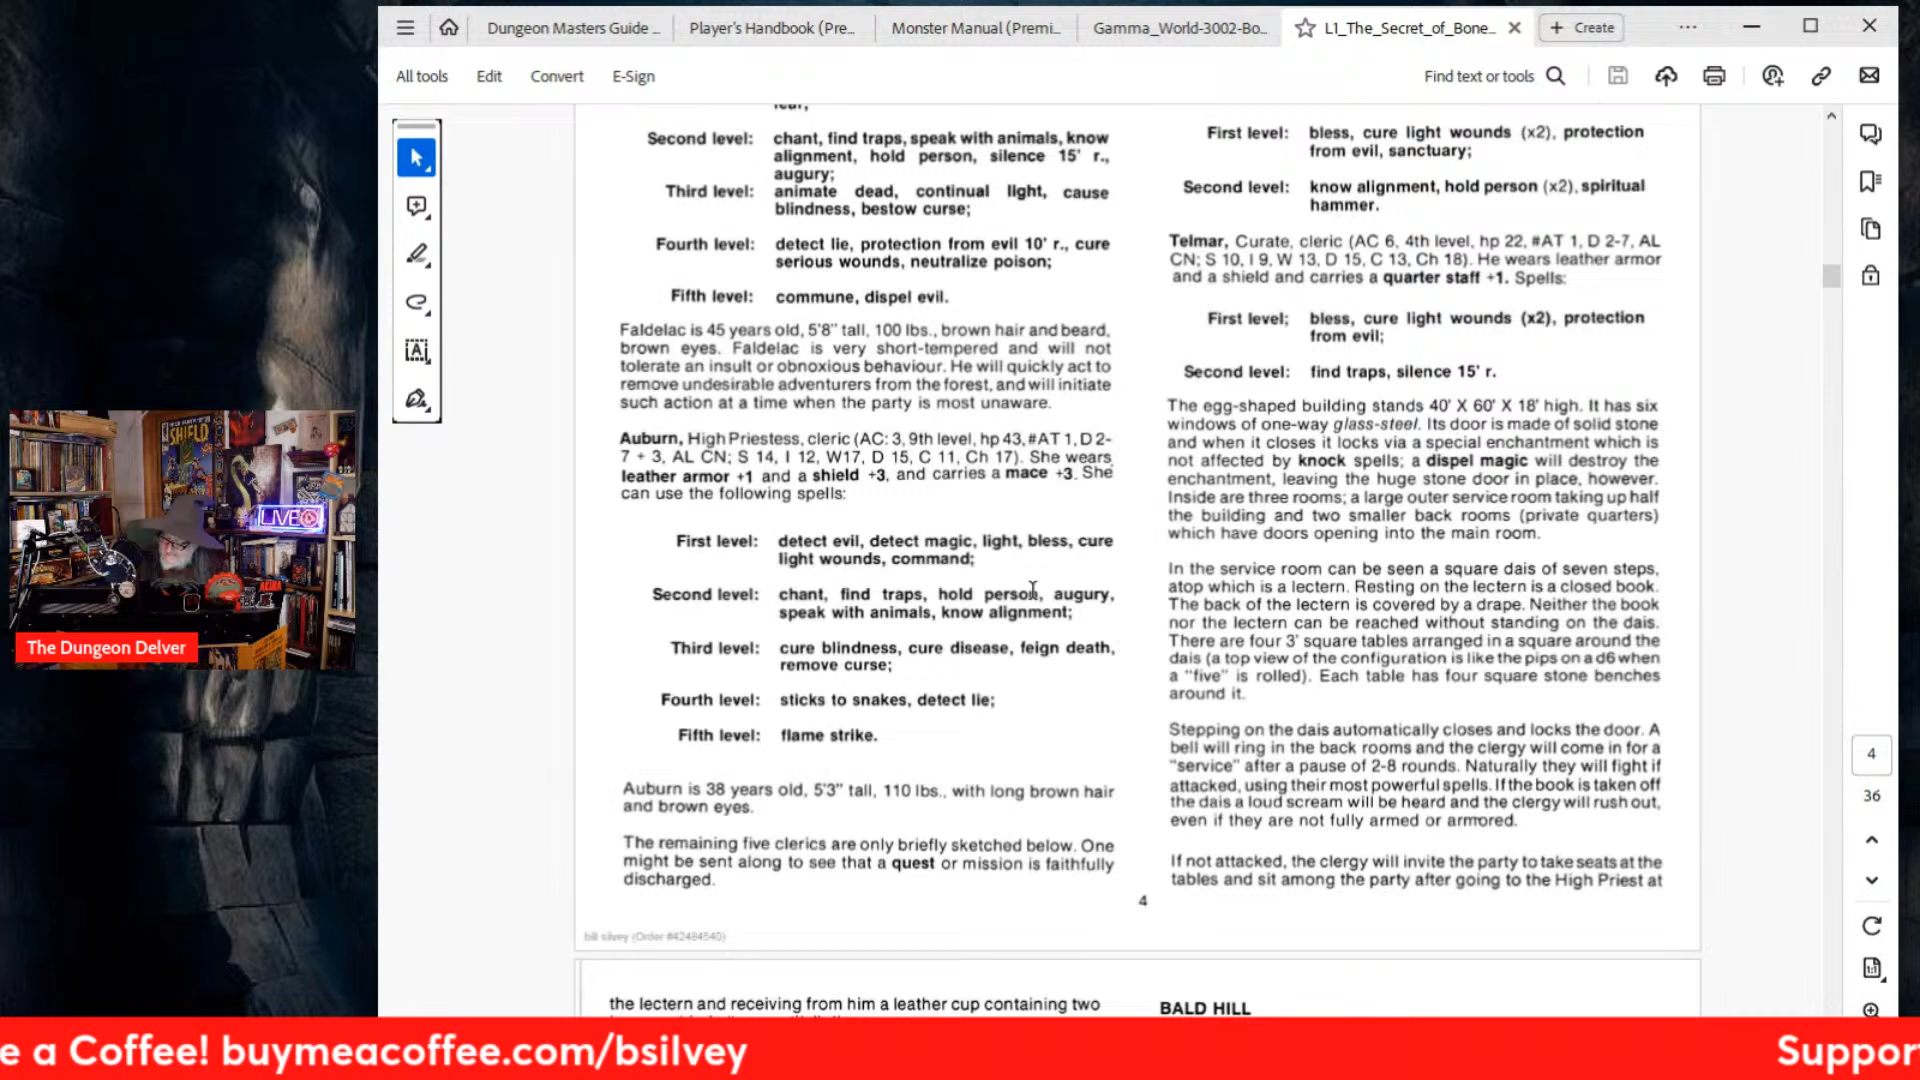 Dungeon Masters Guide ...
Player's Handbook (Pre...
Monster Manual (Premi...
Gamma_World-3002-Bo...
L1_The_Secret_of_Bone...
Create
All tools
Edit
Convert
E-Sign
Find text or tools
Second level: chant, find traps, speak with animals, know
alignment, hold person, silence 15' r.,
augury;
Third level: animate dead, continual light, cause
blindness, bestow curse;
Fourth level: detect lie, protection from evil 10' r., cure
serious wounds, neutralize poison;
Fifth level: commune, dispel evil.
Faldelac is 45 years old, 5'8" tall, 100 lbs., brown hair and beard,
brown eyes. Faldelac is very short-tempered and will not
tolerate an insult or obnoxious behaviour. He will quickly act to
remove undesirable adventurers from the forest, and will initiate
such action at a time when the party is most unaware.
Auburn, High Priestess, cleric (AC: 3, 9th level, hp 43, #AT 1, D 2-
7 + 3, AL CN; S 14, I 12, W17, D 15, C 11, Ch 17). She wears
leather armor +1 and a shield +3, and carries a mace +3. She
can use the following spells:
First level: detect evil, detect magic, light, bless, cure
light wounds, command;
Second level: chant, find traps, hold person, augury,
speak with animals, know alignment;
Third level: cure blindness, cure disease, feign death,
remove curse;
Fourth level: sticks to snakes, detect lie;
Fifth level: flame strike.
Auburn is 38 years old, 5'3" tall, 110 lbs., with long brown hair
and brown eyes.
The remaining five clerics are only briefly sketched below. One
might be sent along to see that a quest or mission is faithfully
discharged.
First level: bless, cure light wounds (x2), protection
from evil, sanctuary;
Second level: know alignment, hold person (x2), spiritual
hammer.
Telmar, Curate, cleric (AC 6, 4th level, hp 22, #AT 1, D 2-7, AL
CN; S 10, I 9, W 13, D 15, C 13, Ch 18). He wears leather armor
and a shield and carries a quarter staff +1. Spells:
First level; bless, cure light wounds (x2), protection
from evil;
Second level: find traps, silence 15' r.
The egg-shaped building stands 40' X 60' X 18' high. It has six
windows of one-way glass-steel. Its door is made of solid stone
and when it closes it locks via a special enchantment which is
not affected by knock spells; a dispel magic will destroy the
enchantment, leaving the huge stone door in place, however.
Inside are three rooms; a large outer service room taking up half
the building and two smaller back rooms (private quarters)
which have doors opening into the main room.
In the service room can be seen a square dais of seven steps,
atop which is a lectern. Resting on the lectern is a closed book.
The back of the lectern is covered by a drape. Neither the book
nor the lectern can be reached without standing on the dais.
There are four 3' square tables arranged in a square around the
dais (a top view of the configuration is like the pips on a d6 when
a "five" is rolled). Each table has four square stone benches
around it.
Stepping on the dais automatically closes and locks the door. A
bell will ring in the back rooms and the clergy will come in for a
"service" after a pause of 2-8 rounds. Naturally they will fight if
attacked, using their most powerful spells. If the book is taken off
the dais a loud scream will be heard and the clergy will rush out,
even if they are not fully armed or armored.
If not attacked, the clergy will invite the party to take seats at the
tables and sit among the party after going to the High Priest at
4
bill silvey (Order #42484540)
the lectern and receiving from him a leather cup containing two
BALD HILL
4
36
SHIELD
LIVE
AKIRA
The Dungeon Delver
e a Coffee! buymeacoffee.com/bsilvey
Suppor